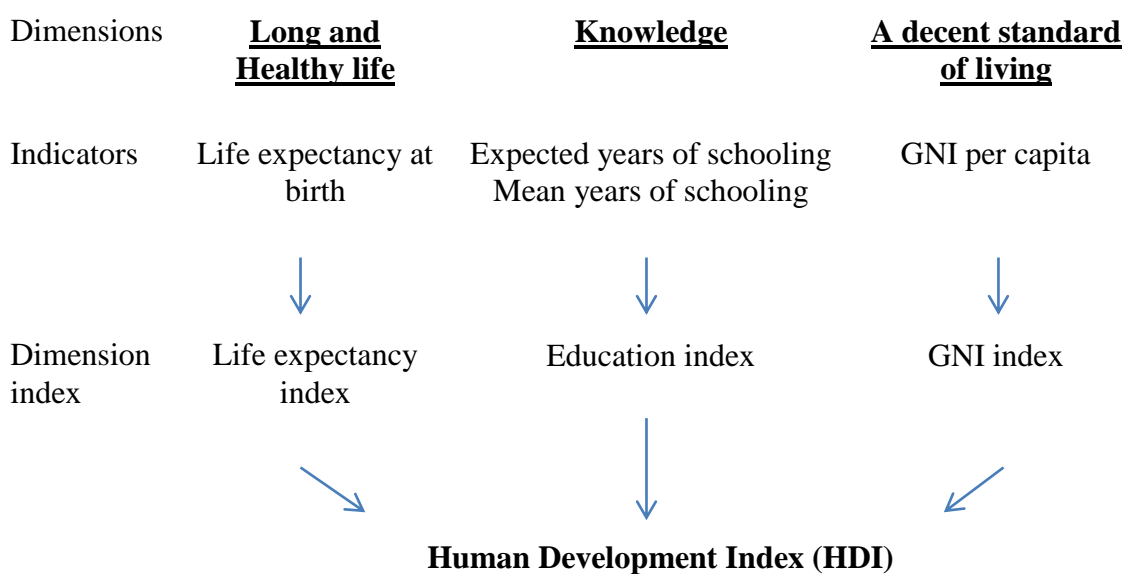 Dimensions Long and Knowledge A decent standard
Healthy life of living
Indicators Life expectancy at Expected years of schooling GNI per capita
birth Mean years of schooling
Dimension Life expectancy Education index GNI index
index index
Human Development Index (HDI)